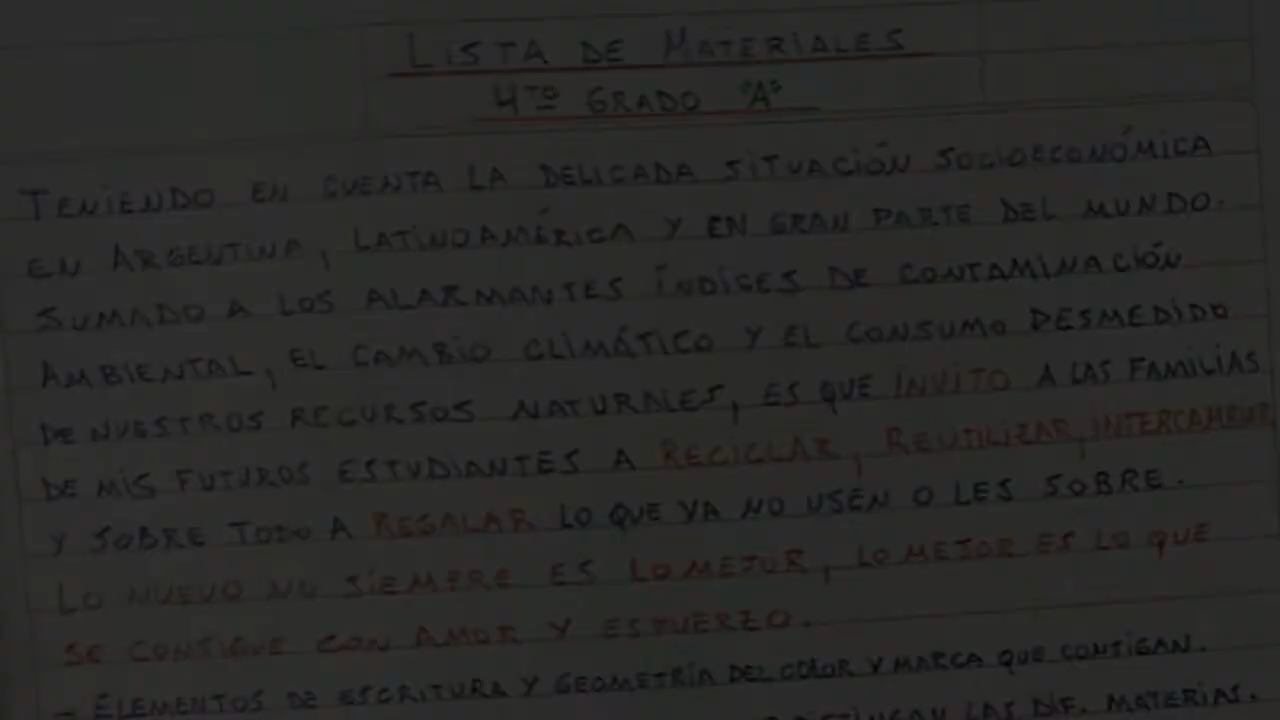 LISTA DE MATERIALES
4TO GRADO "A"
TENIENDO EN CUENTA LA DELICADA SITUACIÓN SOCIOECONÓMICA
EN ARGENTINA, LATINOAMÉRICA Y EN GRAN PARTE DEL MUNDO.
SUMADO A LOS ALARMANTES ÍNDICES DE CONTAMINACIÓN
AMBIENTAL, EL CAMBIO CLIMÁTICO Y EL CONSUMO DESMEDIDO
DE NUESTROS RECURSOS NATURALES, ES QUE INVITO A LAS FAMILIAS
DE MIS FUTUROS ESTUDIANTES A RECICLAR, REUTILIZAR, INTERCAMBIAR
Y SOBRE TODO A REGALAR LO QUE YA NO USEN O LES SOBRE.
LO NUEVO NO SIEMPRE ES LO MEJOR, LO MEJOR ES LO QUE
SE CONSIGUE CON AMOR Y ESFUERZO.
- ELEMENTOS DE ESCRITURA Y GEOMETRÍA DEL COLOR Y MARCA QUE CONSIGAN.
LAS DIF. MATERIAS.